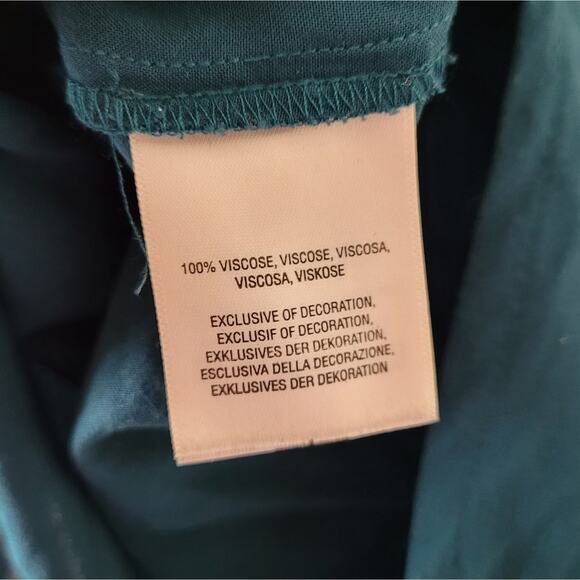 100% VISCOSE, VISCOSE, VISCOSA,
VISCOSA, VISKOSE
EXCLUSIVE OF DECORATION,
EXCLUSIF OF DECORATION,
EXKLUSIVES DER DEKORATION,
ESCLUSIVA DELLA DECORAZIONE,
EXKLUSIVES DER DEKORATION